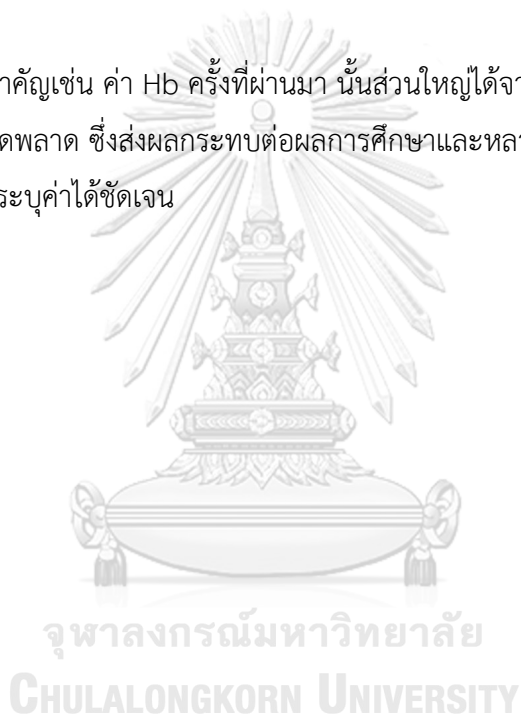 าคัญเช่น ค่า Hb ครั้งที่ผ่านมา นั้นส่วนใหญ่ได้จา
ดพลาด ซึ่งส่งผลกระทบต่อผลการศึกษาและหลา
ระบุค่าได้ชัดเจน
จุฬาลงกรณ์มหาวิทยาลัย
CHULALONGKORN UNIVERSITY